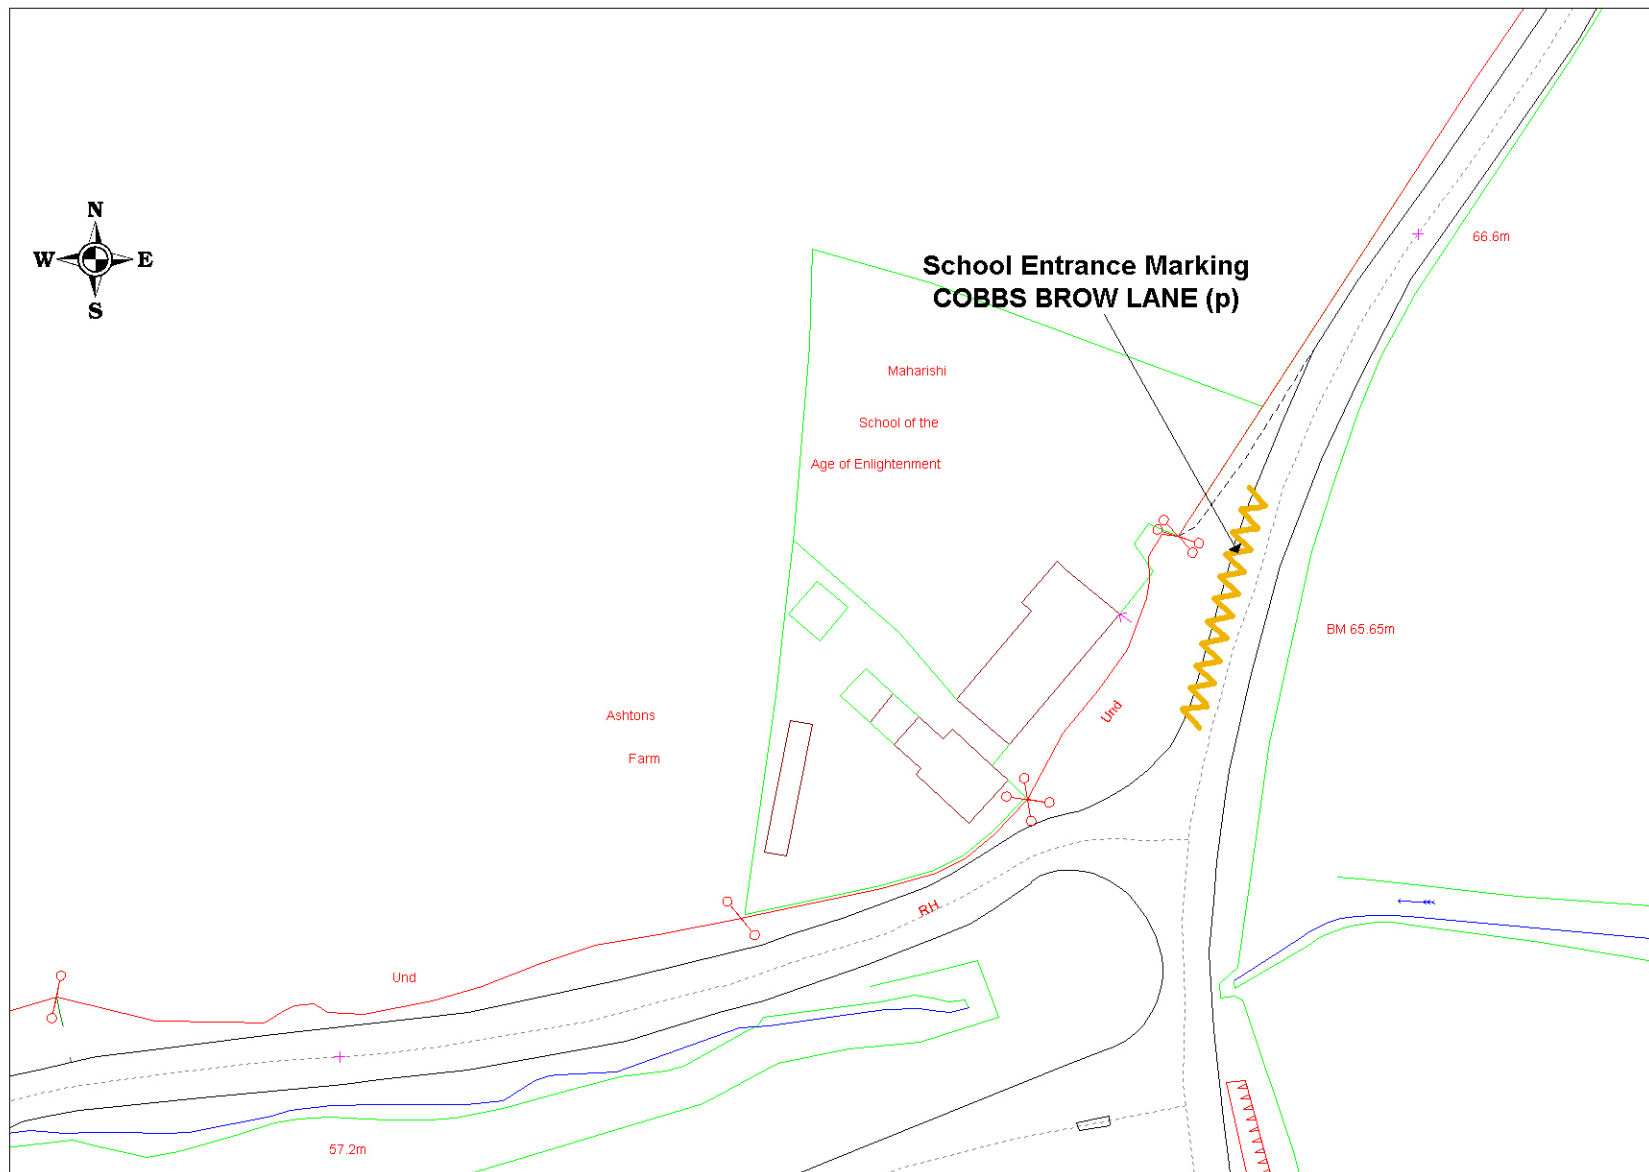 N
W E
S
School Entrance Marking
COBBS BROW LANE (p)
66.6m
Maharishi
School of the
Age of Enlightenment
BM 65.65m
Und
Ashtons
Farm
RH
Und
57.2m